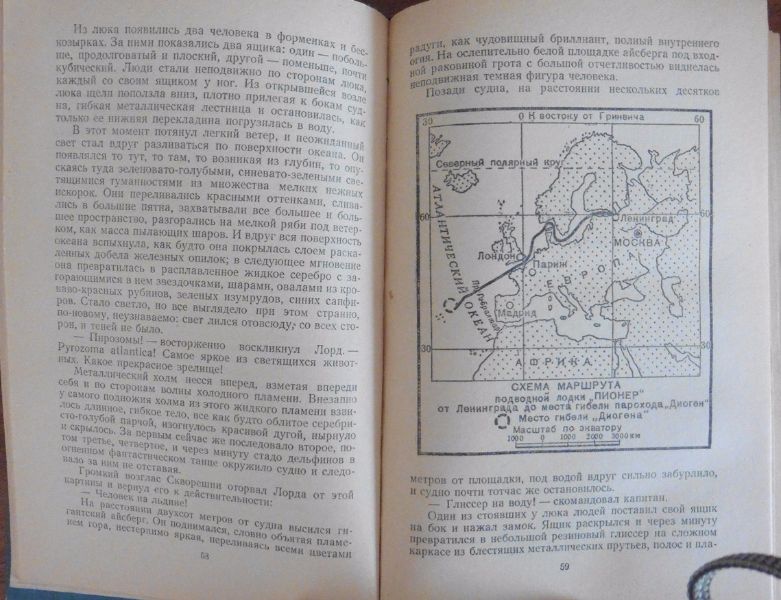 Из люка появились два человека в форменках и бес-
козырках. За ними показались два ящика: один — поболь-
ше, продолговатый и плоский, другой — поменьше, почти
кубический. Люди стали неподвижно по сторонам люка,
каждый со своим ящиком у ног. Из открывшейся возле
люка щели поползла вниз, плотно прилегая к бокам суд-
на, гибкая металлическая лестница и остановилась, как
только ее нижняя перекладина погрузилась в воду.
В этот момент потянул легкий ветер, и неожиданный
свет стал вдруг разливаться по поверхности океана. Он
появлялся то тут, то там, то возникая из глубин, то опу-
скаясь туда зеленовато-голубыми, синевато-зелеными све-
тящимися туманностями из множества мелких нежных
искорок. Они переливались красными оттенками, слива-
лись в большие пятна, захватывали все большее и боль-
шее пространство, разгорались на мелкой ряби под ветер-
ком, как масса пылающих шаров. И вдруг вся поверхность
океана вспыхнула, как будто она покрылась слоем раска-
ленных добела железных опилок; в следующее мгновение
она превратилась в расплавленное жидкое серебро с за-
горающимися в нем звездочками, шарами, овалами из кро-
ваво-красных рубинов, зеленых изумрудов, синих сапфи-
ров. Стало светло, но все выглядело при этом странно,
по-новому, неузнаваемо: свет лился отовсюду, со всех сто-
рон, и теней не было.
— Пирозомы! — восторженно воскликнул Лорд. —
Pyrozoma atlantica! Самое яркое из светящихся живот-
ных. Какое прекрасное зрелище!
Металлический холм несся вперед, взметая впереди
себя и по сторонам волны холодного пламени. Внезапно
у самого подножия холма из этого жидкого пламени взви-
лось длинное, гибкое тело, все как будто облитое серебри-
сто-голубой парчой, изогнулось красивой дугой, нырнуло
и скрылось. За первым сейчас же последовало второе, по-
том третье, четвертое, и через минуту стадо дельфинов в
огненном фантастическом танце окружило судно и следо-
вало за ним не отставая.
Громкий возглас Скворешни оторвал Лорда от этой
картины и вернул его к действительности:
— Человек на льдине!
На расстоянии двухсот метров от судна высился ги-
гантский айсберг. Он поднимался, словно объятая пламе-
нем гора, нестерпимо яркая, переливаясь всеми цветами
58
радуги, как чудовищный бриллиант, полный внутреннего
огня. На ослепительно белой площадке айсберга под вход-
ной раковиной грота с большой отчетливостью виднелась
неподвижная темная фигура человека.
Позади судна, на расстоянии нескольких десятков
30
0 К востоку от Гринвича
60
Северный полярный круг
АТЛАНТИЧЕСКИЙ ОКЕАН
60
60
Ленинград
МОСКВА
Лондон
Париж
ЕВРОПА
Мадрид
30
30
АФРИКА
СХЕМА МАРШРУТА
подводной лодки „ПИОНЕР"
от Ленинграда до места гибели парохода „Диоген"
Место гибели „Диогена"
Масштаб по экватору
1000 0 1000 2000 3000км
метров от площадки, под водой вдруг сильно забурлило,
и судно почти тотчас же остановилось.
— Глиссер на воду! — скомандовал капитан.
Один из стоявших у люка людей поставил свой ящик
на бок и нажал замок. Ящик раскрылся и через минуту
превратился в небольшой резиновый глиссер на сложном
каркасе из блестящих металлических прутьев, полос и пла-
59